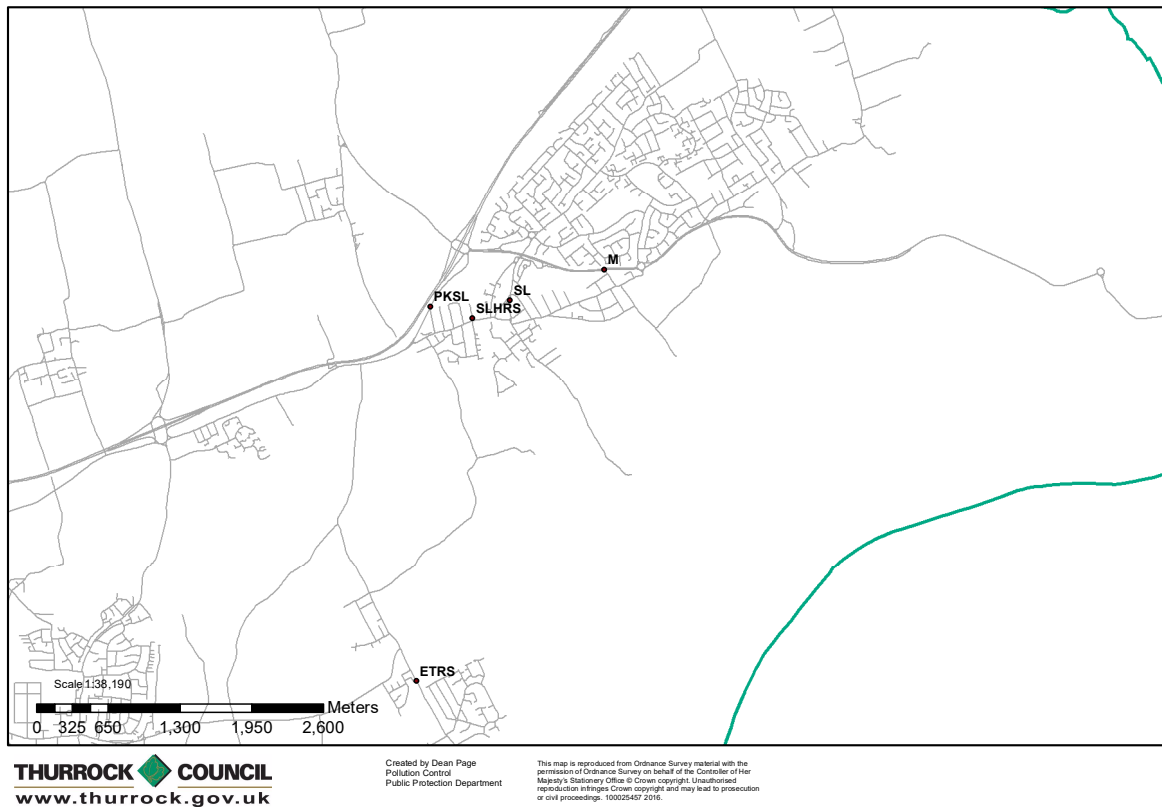 M
SL
PKSL
SLHRS
ETRS
Scale 1:38,190
Meters
0 325 650 1,300 1,950 2,600
THURROCK COUNCIL
www.thurrock.gov.uk
Created by Dean Page
Pollution Control
Public Protection Department
This map is reproduced from Ordnance Survey material with the
permission of Ordnance Survey on behalf of the Controller of Her
Majesty's Stationery Office © Crown copyright. Unauthorised
reproduction infringes Crown copyright and may lead to prosecution
or civil proceedings. 100025457 2016.